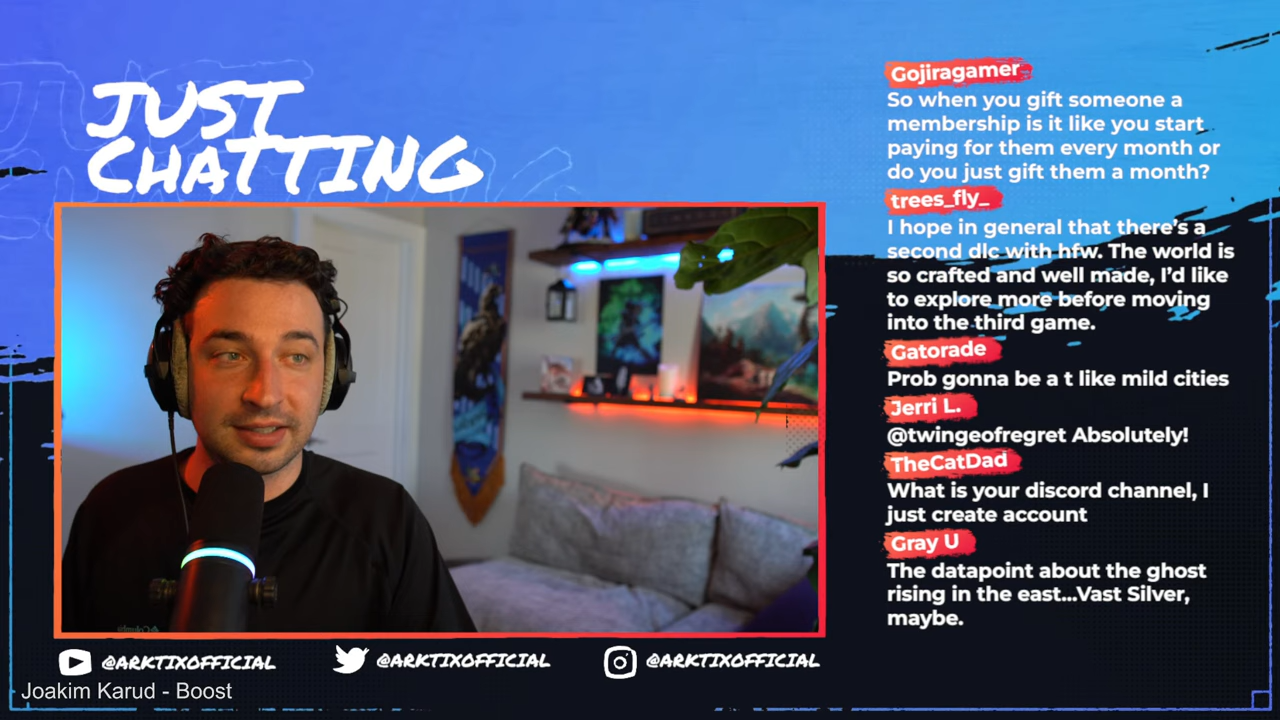 JUST
CHATTING
Gojiragamer
So when you gift someone a
membership is it like you start
paying for them every month or
do you just gift them a month?
trees_fly_
I hope in general that there's a
second dlc with hfw. The world is
so crafted and well made, I'd like
to explore more before moving
into the third game.
Gatorade
Prob gonna be a t like mild cities
Jerri L.
@twingeofregret Absolutely!
TheCatDad
What is your discord channel, I
just create account
Gray U
The datapoint about the ghost
rising in the east...Vast Silver,
maybe.
@ARKTIXOFFICIAL
@ARKTIXOFFICIAL
@ARKTIXOFFICIAL
Joakim Karud - Boost